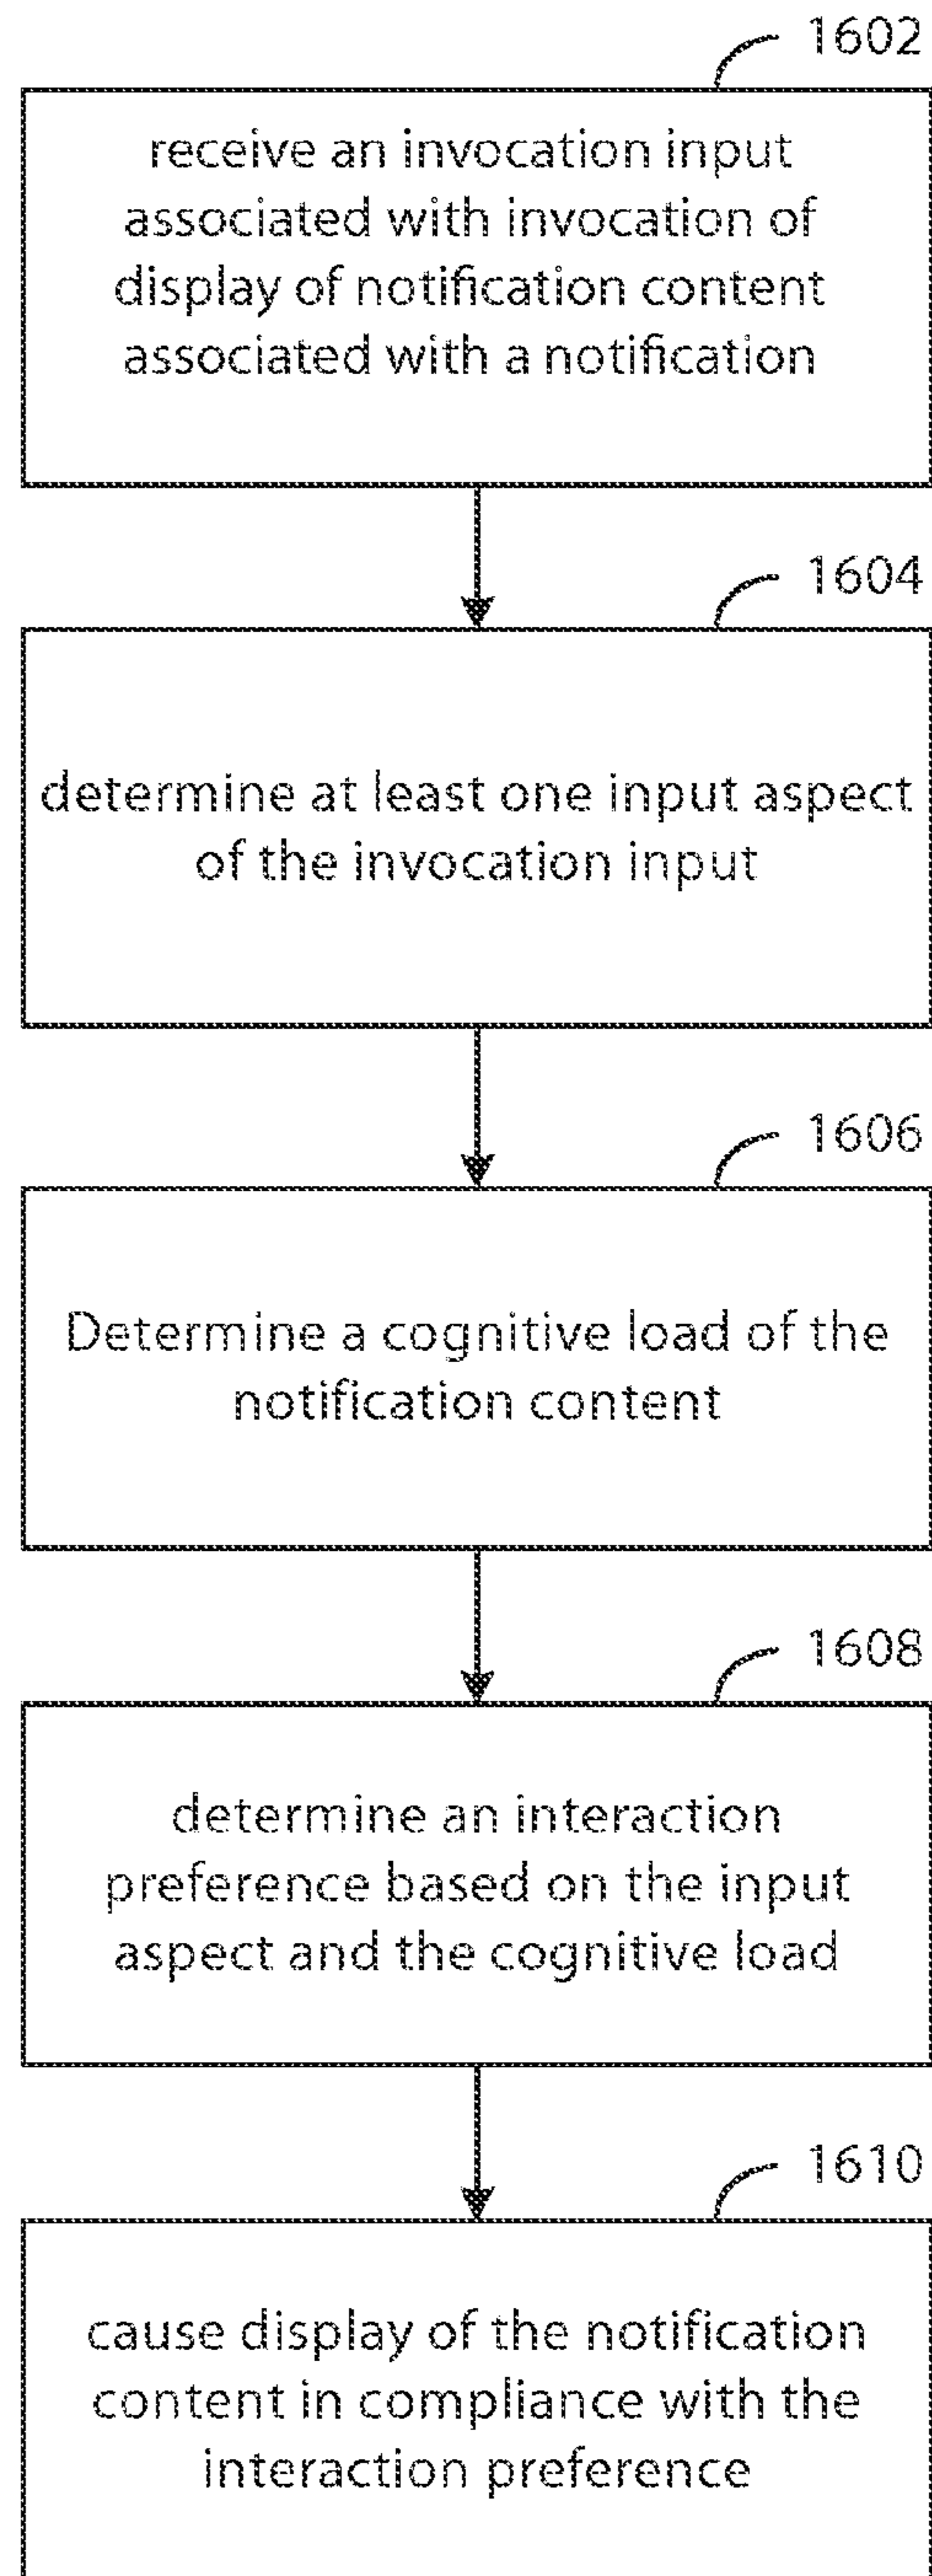 1602
receive an invocation input
associated with invocation of
display of notification content
associated with a notification
1604
determine at least one input aspect
of the invocation input
1606
Determine a cognitive load of the
notification content
1608
determine an interaction
preference based on the input
aspect and the cognitive load
1610
cause display of the notification
content in compliance with the
interaction preference